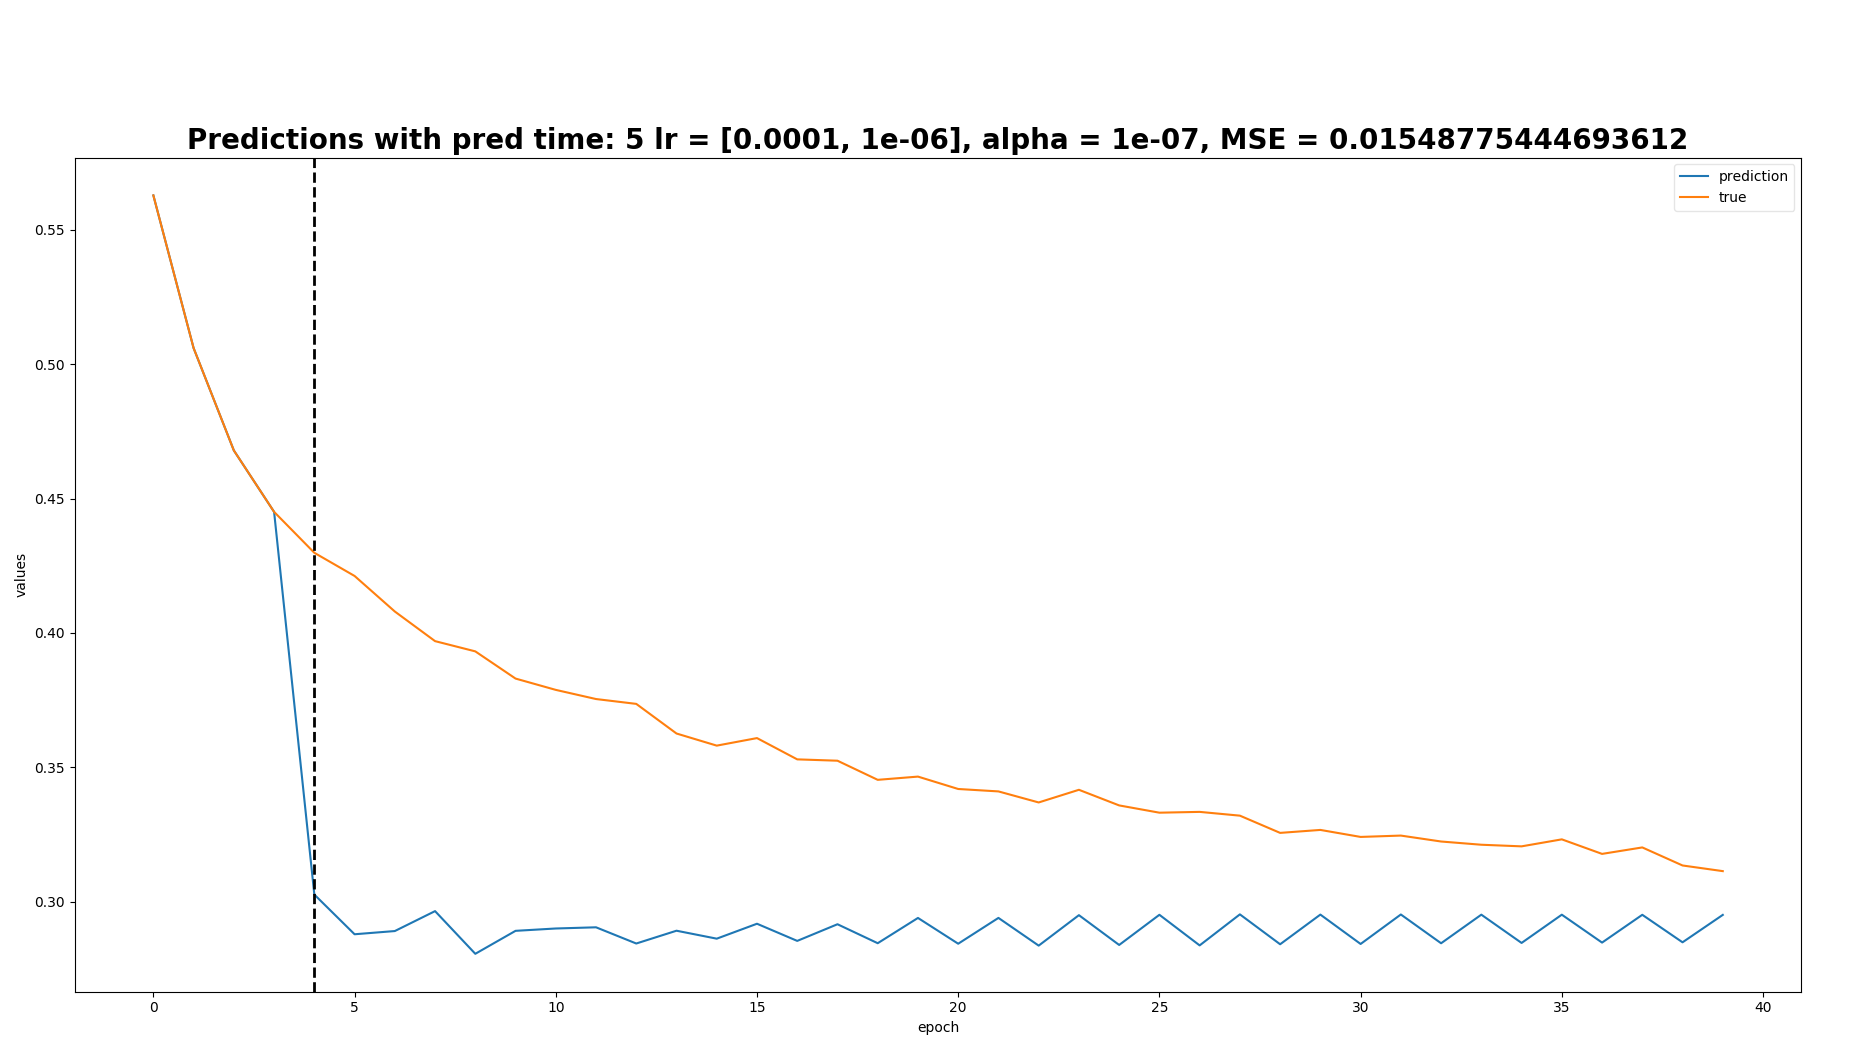 Predictions with pred time: 5 lr = [0.0001, 1e-06], alpha = 1e-07, MSE = 0.01548775444693612
prediction
true
0.55
0.50
0.45
0.40
0.35
0.30
values
0 5 10 15 20 25 30 35 40
epoch